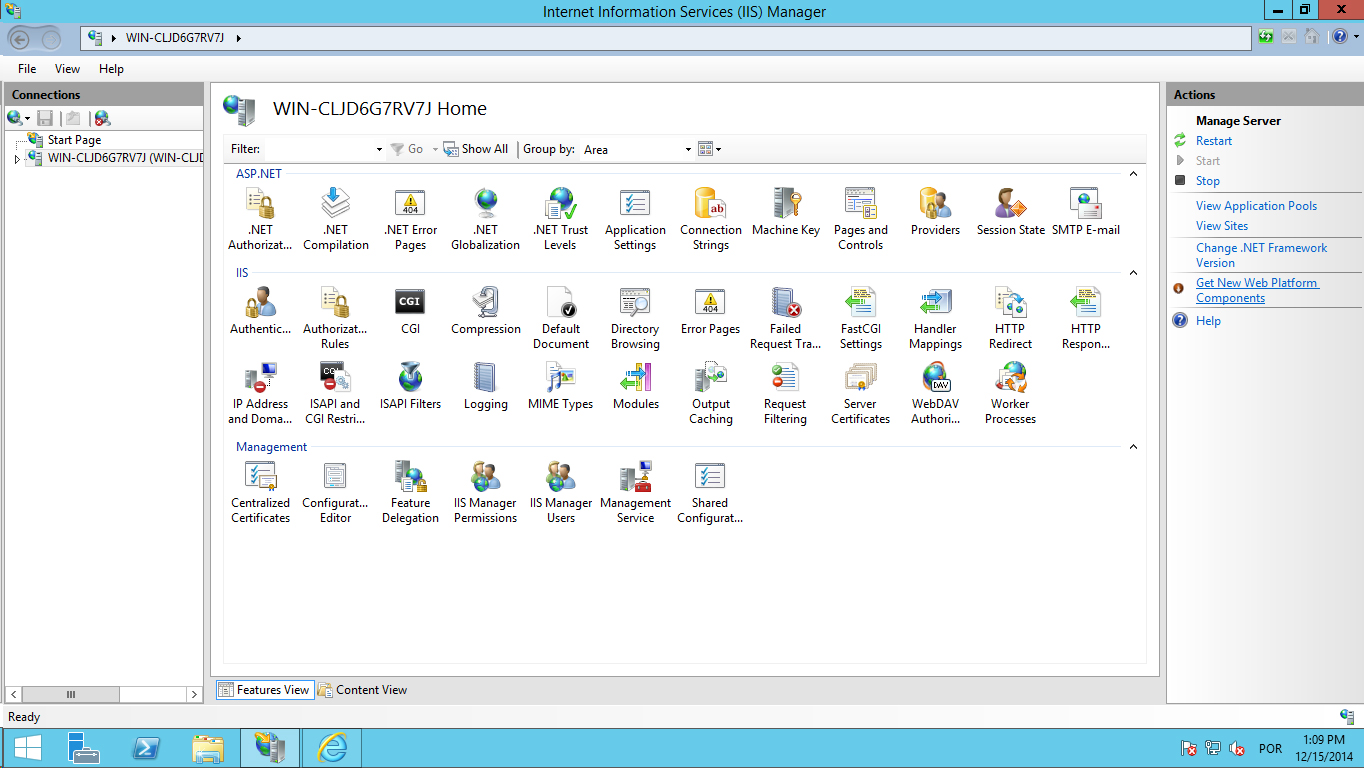 Internet Information Services (IIS) Manager
WIN-CLJD6G7RV7J
File View Help
Connections
Start Page
WIN-CLJD6G7RV7J (WIN-CLJD
WIN-CLJD6G7RV7J Home
Filter: Go Show All Group by: Area
ASP.NET
.NET Authorizat...
.NET Compilation
.NET Error Pages
.NET Globalization
.NET Trust Levels
Application Settings
Connection Strings
Machine Key
Pages and Controls
Providers
Session State
SMTP E-mail
IIS
Authentic...
Authorizat... Rules
CGI
Compression
Default Document
Directory Browsing
Error Pages
Failed Request Tra...
FastCGI Settings
Handler Mappings
HTTP Redirect
HTTP Respon...
IP Address and Doma...
ISAPI and CGI Restri...
ISAPI Filters
Logging
MIME Types
Modules
Output Caching
Request Filtering
Server Certificates
WebDAV Authori...
Worker Processes
Management
Centralized Certificates
Configurat... Editor
Feature Delegation
IIS Manager Permissions
IIS Manager Users
Management Service
Shared Configurat...
Features View Content View
Actions
Manage Server
Restart
Start
Stop
View Application Pools
View Sites
Change .NET Framework
Version
Get New Web Platform
Components
Help
Ready
POR
1:09 PM
12/15/2014